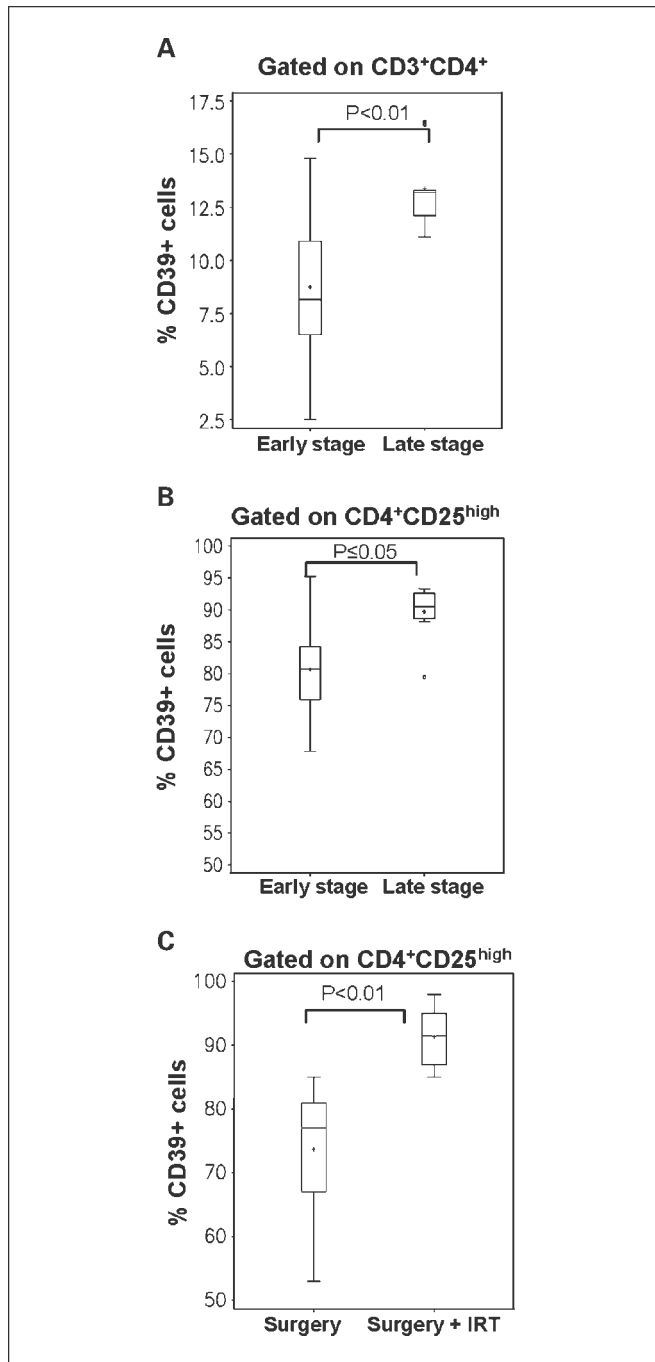 A
Gated on CD3⁺CD4⁺
P<0.01
% CD39+ cells
17.5
15.0
12.5
10.0
7.5
5.0
2.5
Early stage Late stage
B
Gated on CD4⁺CD25ʰⁱᵍʰ
P≤0.05
% CD39+ cells
100
95
90
85
80
75
70
65
60
55
50
Early stage Late stage
C
Gated on CD4⁺CD25ʰⁱᵍʰ
P<0.01
% CD39+ cells
100
90
80
70
60
50
Surgery Surgery + IRT